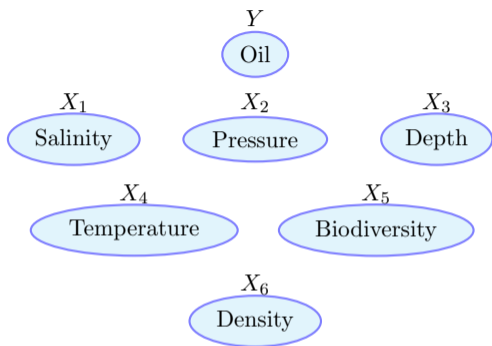 Y
Oil
X₁ X₂ X₃
Salinity Pressure Depth
X₄ X₅
Temperature Biodiversity
X₆
Density